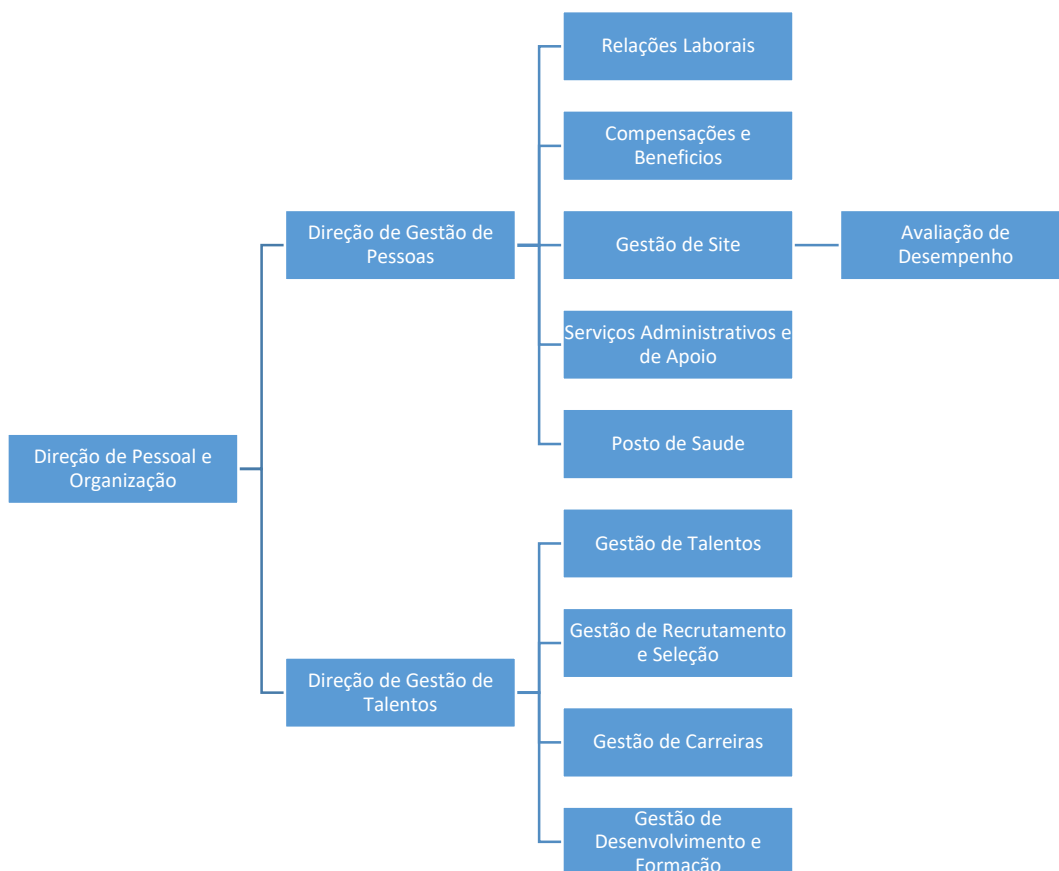 Relações Laborais
Compensações e
Beneficios
Direção de Gestão de
Pessoas
Gestão de Site
Avaliação de
Desempenho
Serviços Administrativos e
de Apoio
Posto de Saude
Direção de Pessoal e
Organização
Gestão de Talentos
Gestão de Recrutamento
e Seleção
Direção de Gestão de
Talentos
Gestão de Carreiras
Gestão de
Desenvolvimento e
Formação